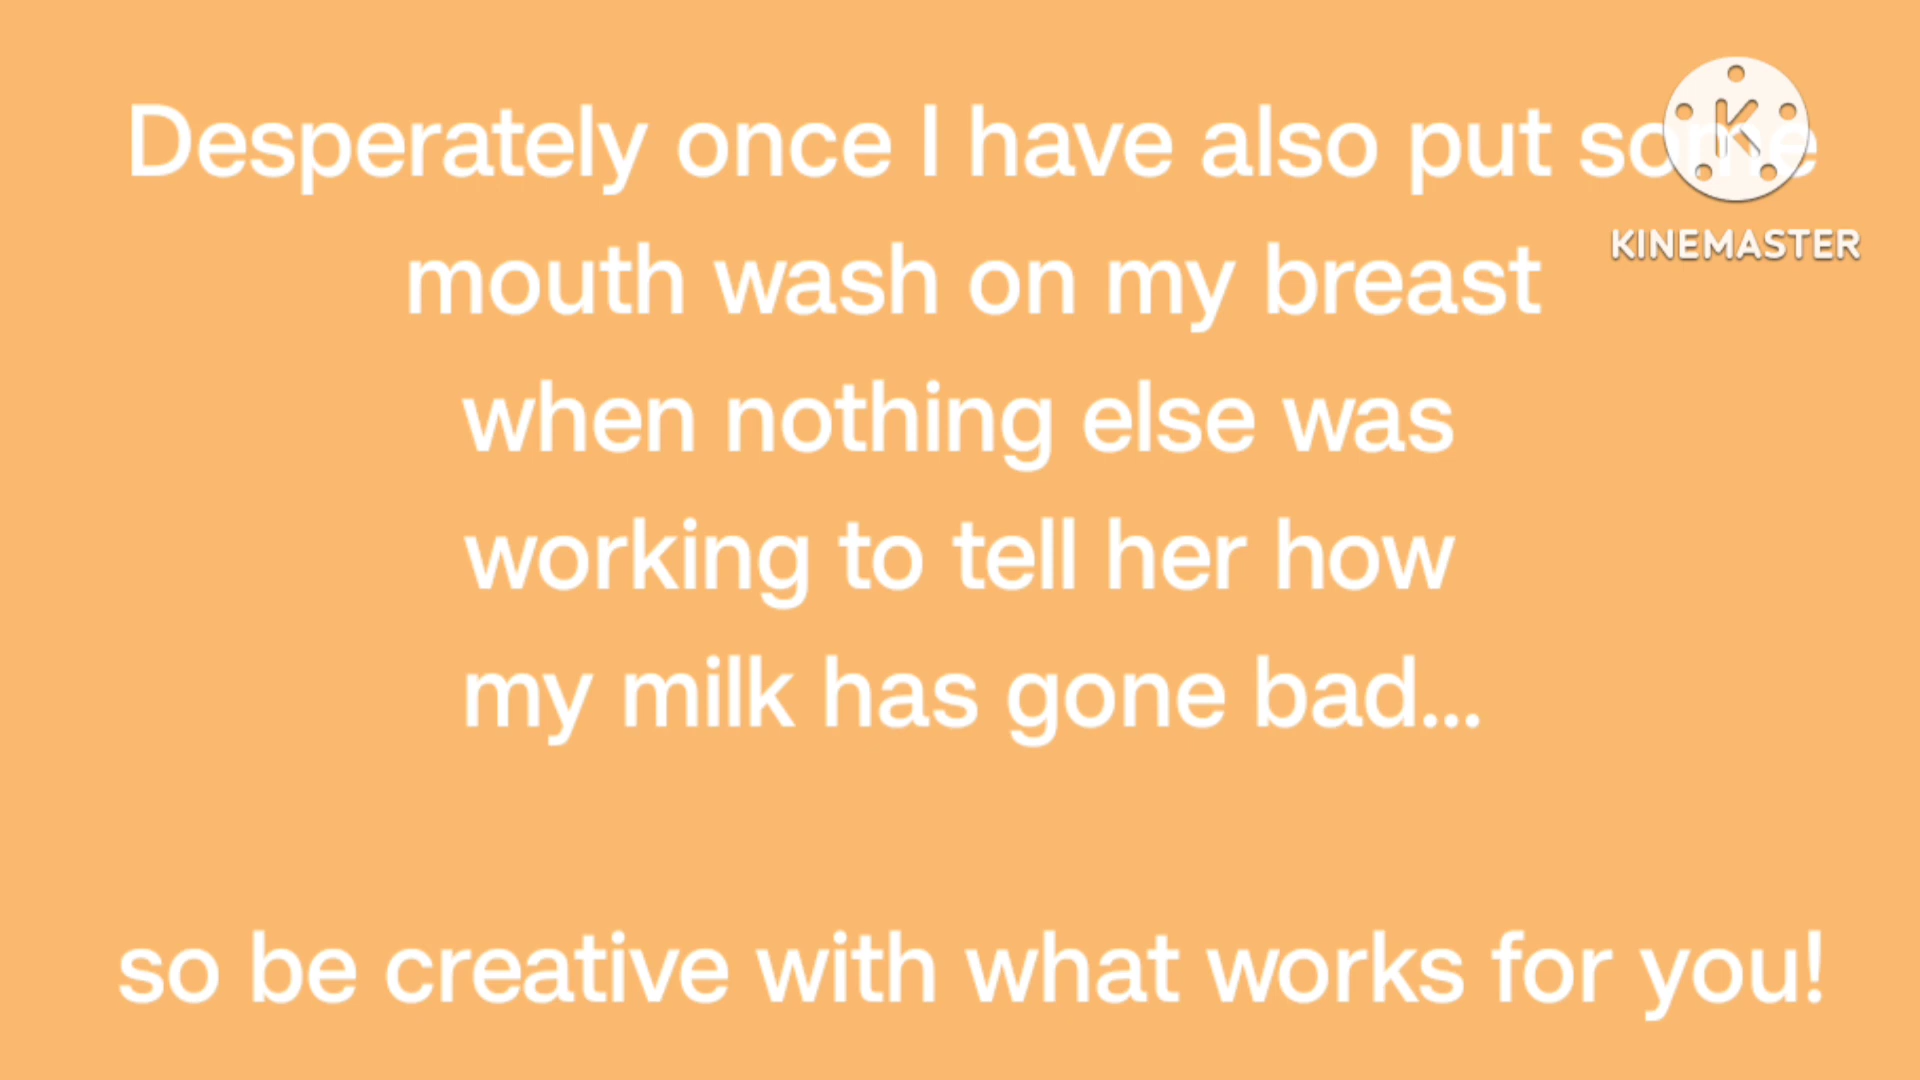 Desperately once I have also put some
mouth wash on my breast
when nothing else was
working to tell her how
my milk has gone bad...
so be creative with what works for you!
KINEMASTER